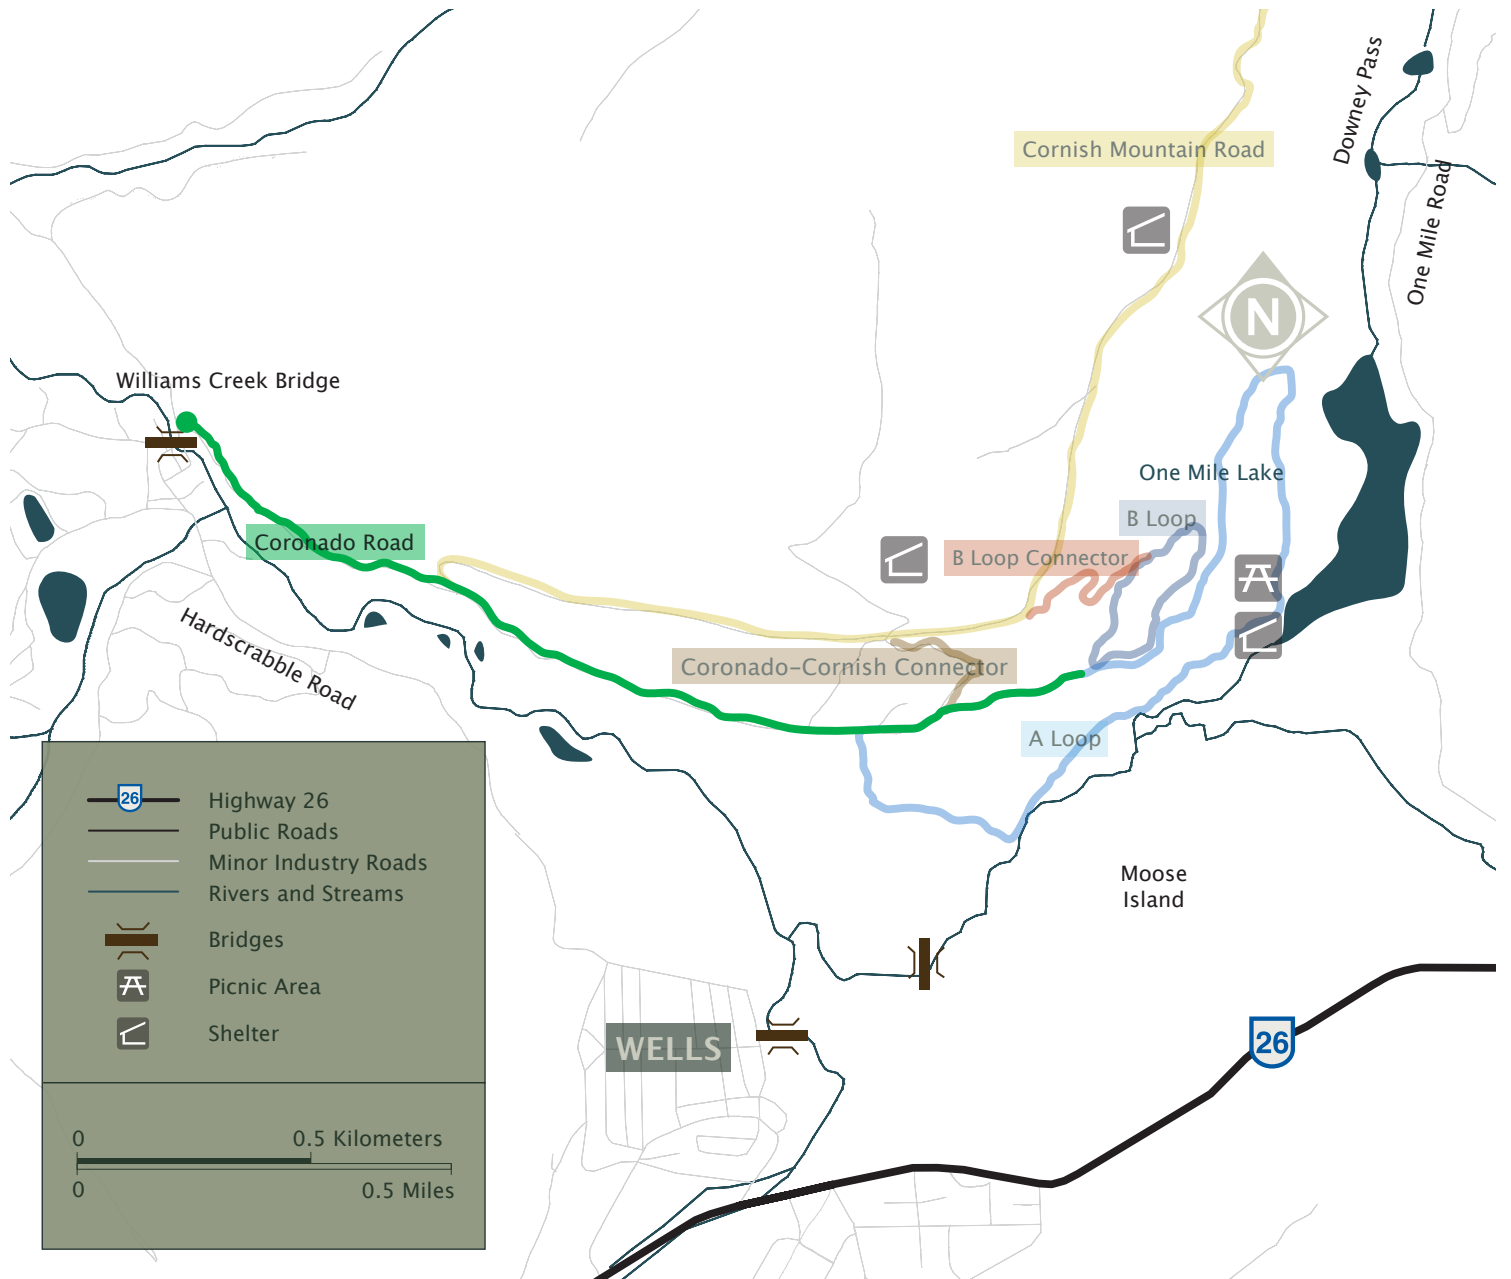 Downey Pass
Cornish Mountain Road
One Mile Road
N
Williams Creek Bridge
One Mile Lake
B Loop
Coronado Road
B Loop Connector
Hardscrabble Road
Coronado-Cornish Connector
A Loop
26
Highway 26
Public Roads
Minor Industry Roads
Rivers and Streams
Bridges
Picnic Area
Shelter
Moose
Island
WELLS
26
0
0.5 Kilometers
0
0.5 Miles